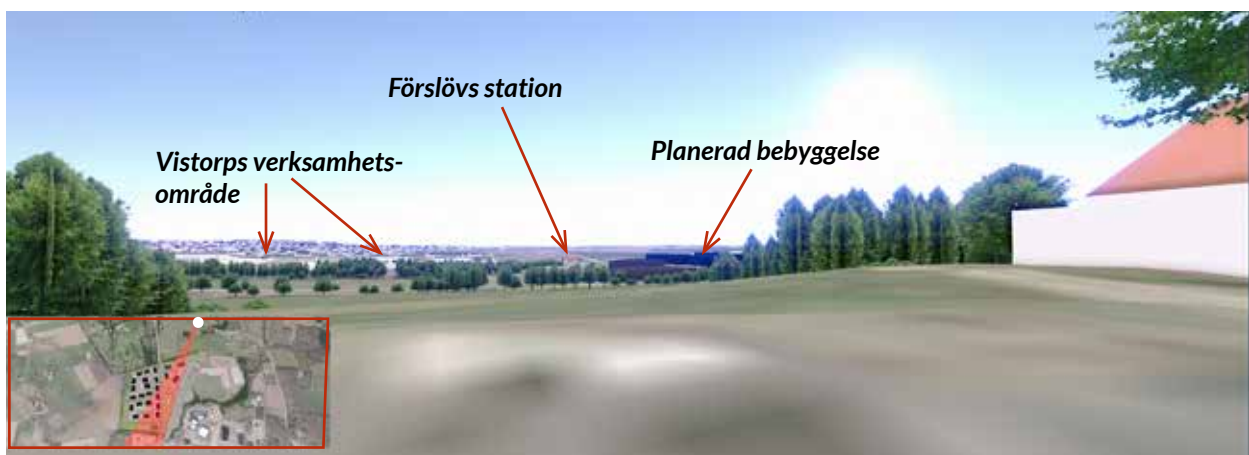 Förslövs station
Planerad bebyggelse
Vistorps verksamhets-
område